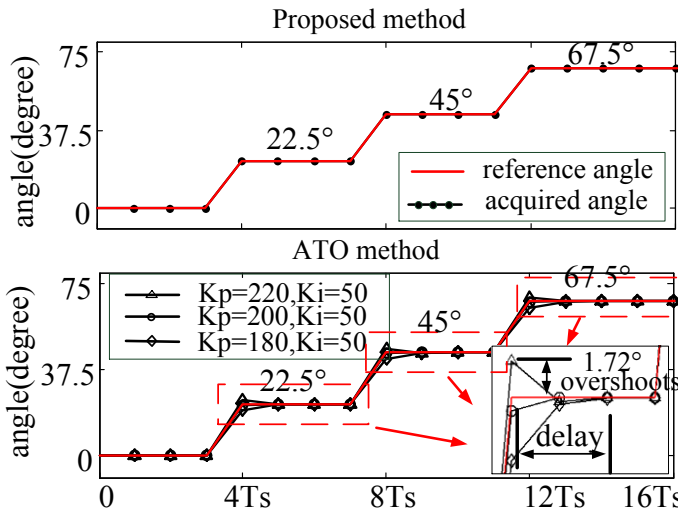 Proposed method
75
67.5°
45°
37.5
22.5°
0
angle(degree)
reference angle
acquired angle
ATO method
75
67.5°
Kp=220,Ki=50
Kp=200,Ki=50
Kp=180,Ki=50
45°
37.5
22.5°
1.72°
overshoots
delay
0
angle(degree)
0 4Ts 8Ts 12Ts 16Ts